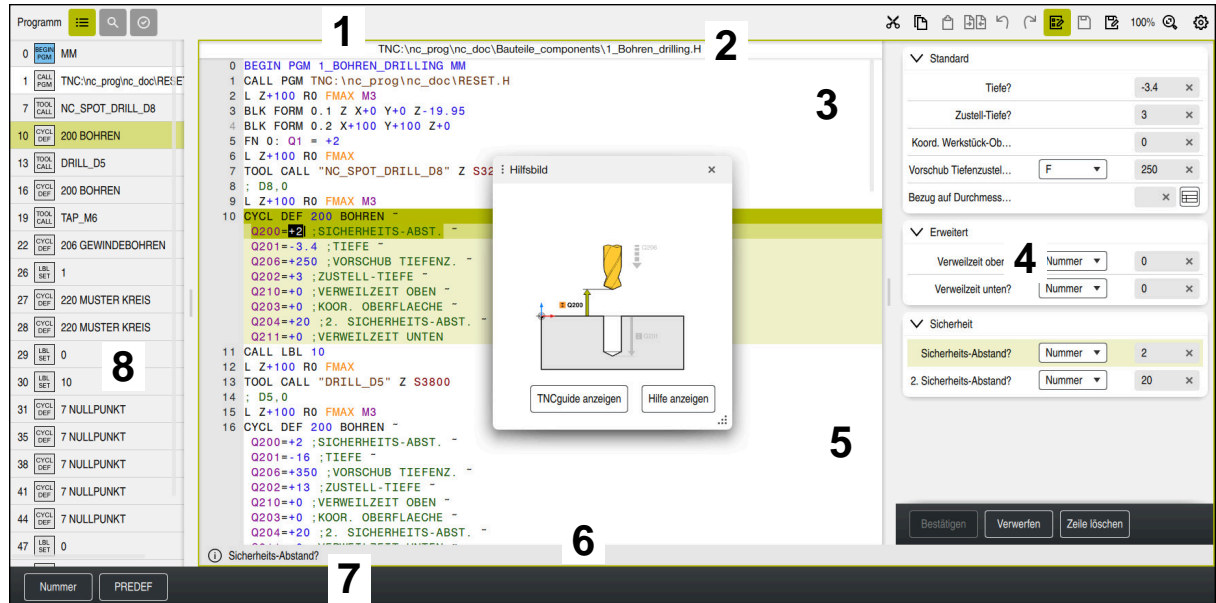 Programm
100%
1
2
3
4
5
6
7
8
0 BEGIN PGM MM
1 CALL PGM TNC:\nc_prog\nc_doc\RESE
7 TOOL CALL NC_SPOT_DRILL_D8
10 CYCL DEF 200 BOHREN
13 TOOL CALL DRILL_D5
16 CYCL DEF 200 BOHREN
19 TOOL CALL TAP_M6
22 CYCL DEF 206 GEWINDEBOHREN
26 LBL SET 1
27 CYCL DEF 220 MUSTER KREIS
28 CYCL DEF 220 MUSTER KREIS
29 LBL SET 0
30 LBL SET 10
31 CYCL DEF 7 NULLPUNKT
35 CYCL DEF 7 NULLPUNKT
38 CYCL DEF 7 NULLPUNKT
41 CYCL DEF 7 NULLPUNKT
44 CYCL DEF 7 NULLPUNKT
47 LBL SET 0
TNC:\nc_prog\nc_doc\Bauteile_components\1_Bohren_drilling.H
0 BEGIN PGM 1_BOHREN_DRILLING MM
1 CALL PGM TNC:\nc_prog\nc_doc\RESET.H
2 L Z+100 R0 FMAX M3
3 BLK FORM 0.1 Z X+0 Y+0 Z-19.95
4 BLK FORM 0.2 X+100 Y+100 Z+0
5 FN 0: Q1 = +2
6 L Z+100 R0 FMAX
7 TOOL CALL "NC_SPOT_DRILL_D8" Z S32
8 ; D8,0
9 L Z+100 R0 FMAX M3
10 CYCL DEF 200 BOHREN ~
Q200=+2 ;SICHERHEITS-ABST. ~
Q201=-3.4 ;TIEFE ~
Q206=+250 ;VORSCHUB TIEFENZ. ~
Q202=+3 ;ZUSTELL-TIEFE ~
Q210=+0 ;VERWEILZEIT OBEN ~
Q203=+0 ;KOOR. OBERFLAECHE ~
Q204=+20 ;2. SICHERHEITS-ABST. ~
Q211=+0 ;VERWEILZEIT UNTEN
11 CALL LBL 10
12 L Z+100 R0 FMAX
13 TOOL CALL "DRILL_D5" Z S3800
14 ; D5,0
15 L Z+100 R0 FMAX M3
16 CYCL DEF 200 BOHREN ~
Q200=+2 ;SICHERHEITS-ABST. ~
Q201=-16 ;TIEFE ~
Q206=+350 ;VORSCHUB TIEFENZ. ~
Q202=+13 ;ZUSTELL-TIEFE ~
Q210=+0 ;VERWEILZEIT OBEN ~
Q203=+0 ;KOOR. OBERFLAECHE ~
Q204=+20 ;2. SICHERHEITS-ABST. ~
Sicherheits-Abstand?
Hilfsbild
Q206
Q200
Q201
TNCguide anzeigen
Hilfe anzeigen
Standard
Tiefe? -3.4
Zustell-Tiefe? 3
Koord. Werkstück-Ob... 0
Vorschub Tiefenzustel... F 250
Bezug auf Durchmess...
Erweitert
Verweilzeit ober Nummer 0
Verweilzeit unten? Nummer 0
Sicherheit
Sicherheits-Abstand? Nummer 2
2. Sicherheits-Abstand? Nummer 20
Bestätigen
Verwerfen
Zeile löschen
Nummer
PREDEF